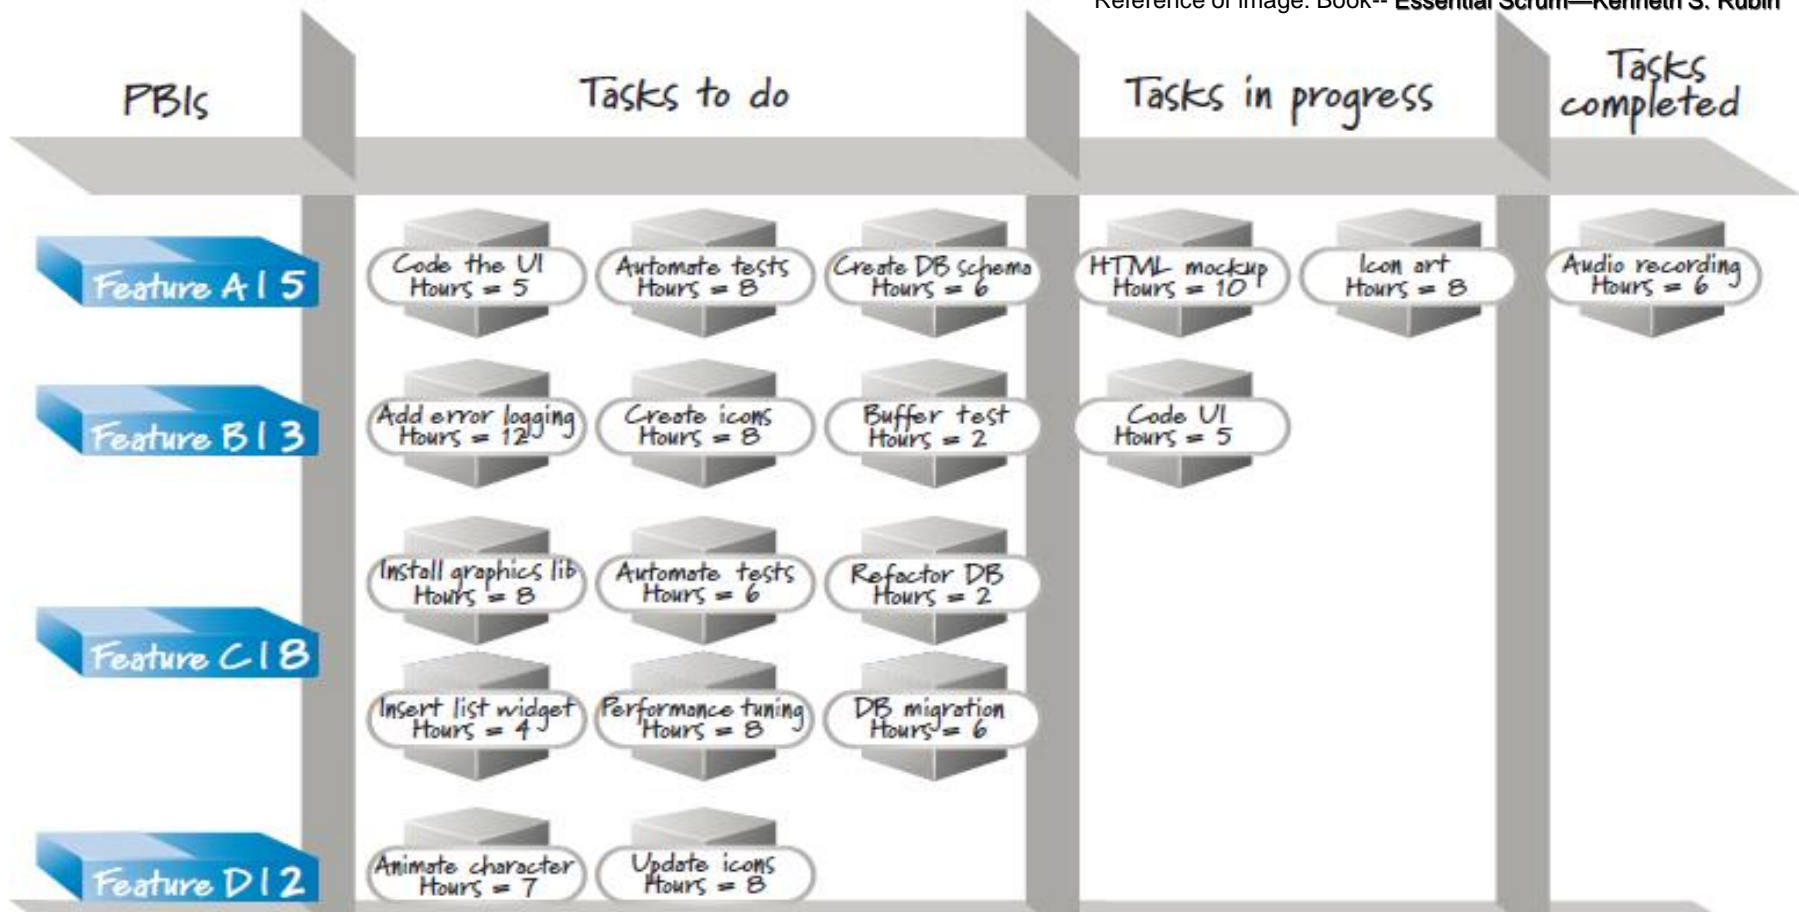 Reference of Image: Book-- Essential Scrum—Kenneth S. Rubin
PBIs
Tasks to do
Tasks in progress
Tasks
completed
Feature A | 5
Code the UI
Hours = 5
Automate tests
Hours = 8
Create DB schema
Hours = 6
HTML mockup
Hours = 10
Icon art
Hours = 8
Audio recording
Hours = 6
Feature B | 3
Add error logging
Hours = 12
Create icons
Hours = 8
Buffer test
Hours = 2
Code UI
Hours = 5
Feature C | 8
Install graphics lib
Hours = 8
Automate tests
Hours = 6
Refactor DB
Hours = 2
Insert list widget
Hours = 4
Performance tuning
Hours = 8
DB migration
Hours = 6
Feature D | 2
Animate character
Hours = 7
Update icons
Hours = 8